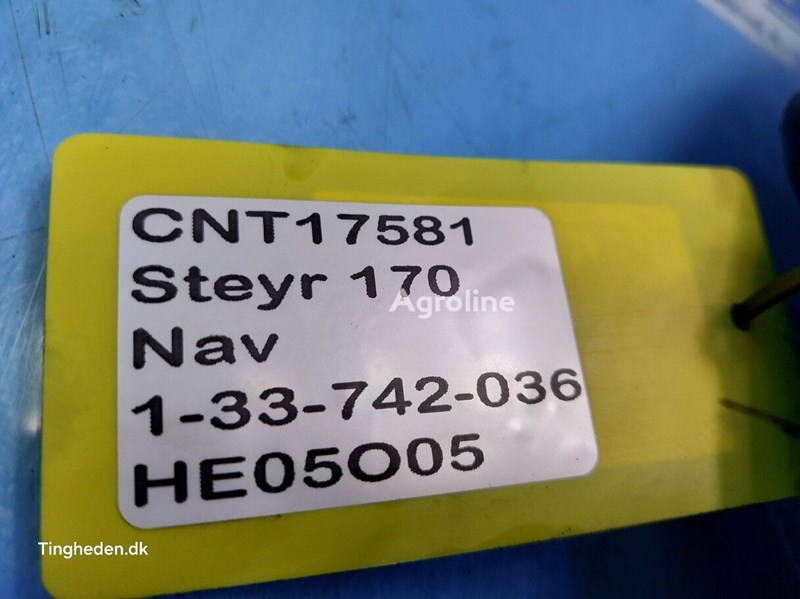 CNT17581
Steyr 170
Agroline
Nav
1-33-742-036
HE05O05
Tingheden.dk